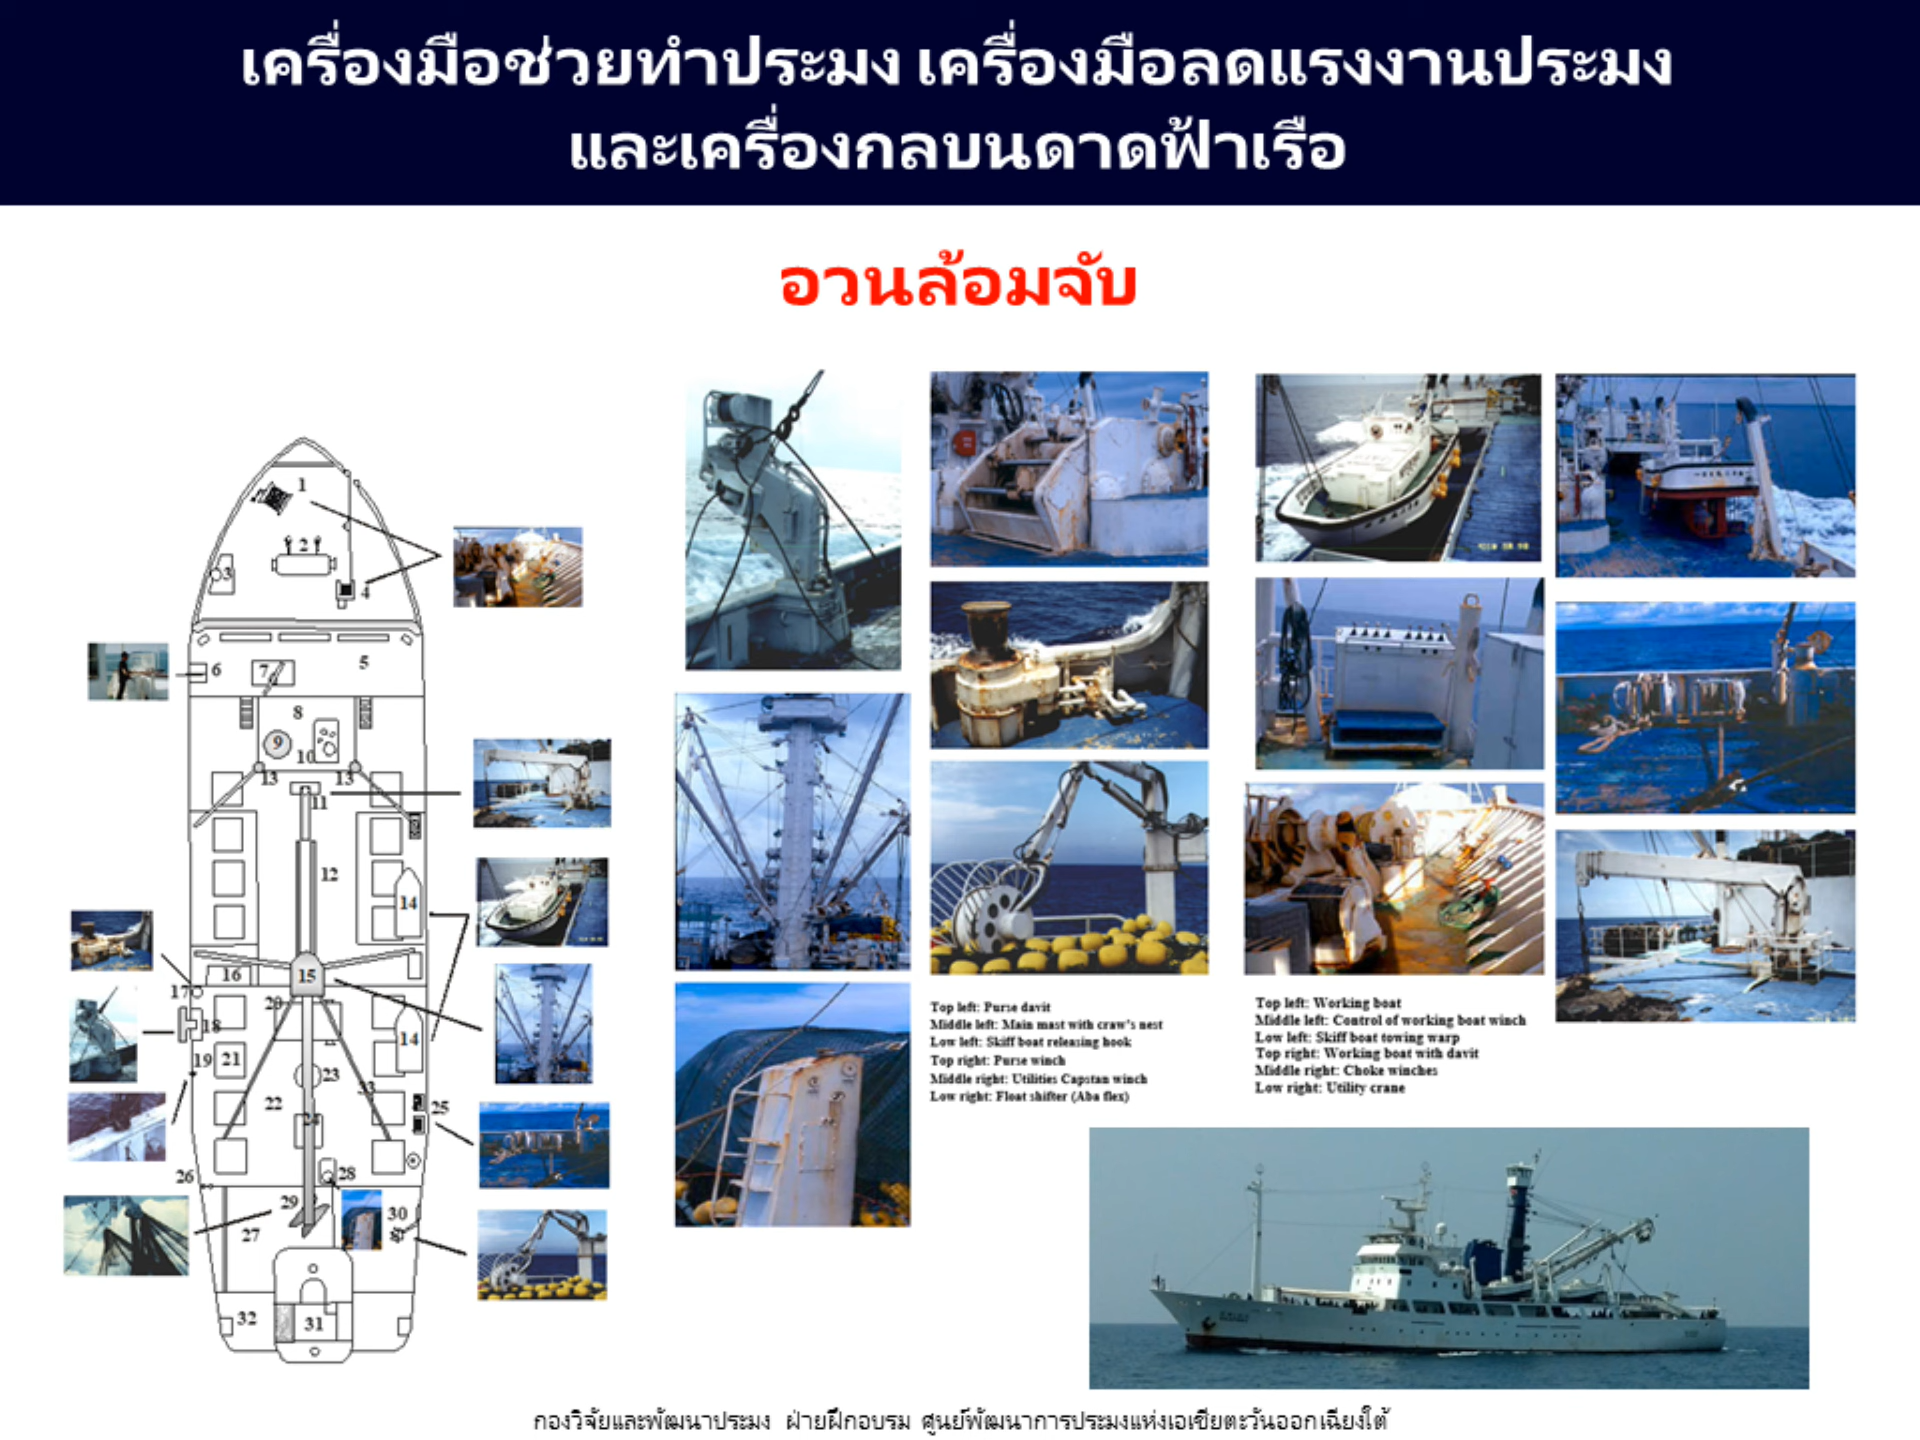 เครื่องมือช่วยทำประมง เครื่องมือลดแรงงานประมง
และเครื่องกลบนดาดฟ้าเรือ
อวนล้อมจับ
1
2
3
4
5
6
7
8
9
10
13
13
11
12
14
15
16
17
20
18
14
19
21
23
33
22
24
25
26
28
29
30
27
32
31
Top left: Purse davit
Middle left: Main mast with craw's nest
Low left: Skiff boat releasing hook
Top right: Purse winch
Middle right: Utilities Capstan winch
Low right: Float shifter (Aba flex)
Top left: Working boat
Middle left: Control of working boat winch
Low left: Skiff boat towing warp
Top right: Working boat with davit
Middle right: Choke winches
Low right: Utility crane
กองวิจัยและพัฒนาประมง ฝ่ายฝึกอบรม ศูนย์พัฒนาการประมงแห่งเอเชียตะวันออกเฉียงใต้